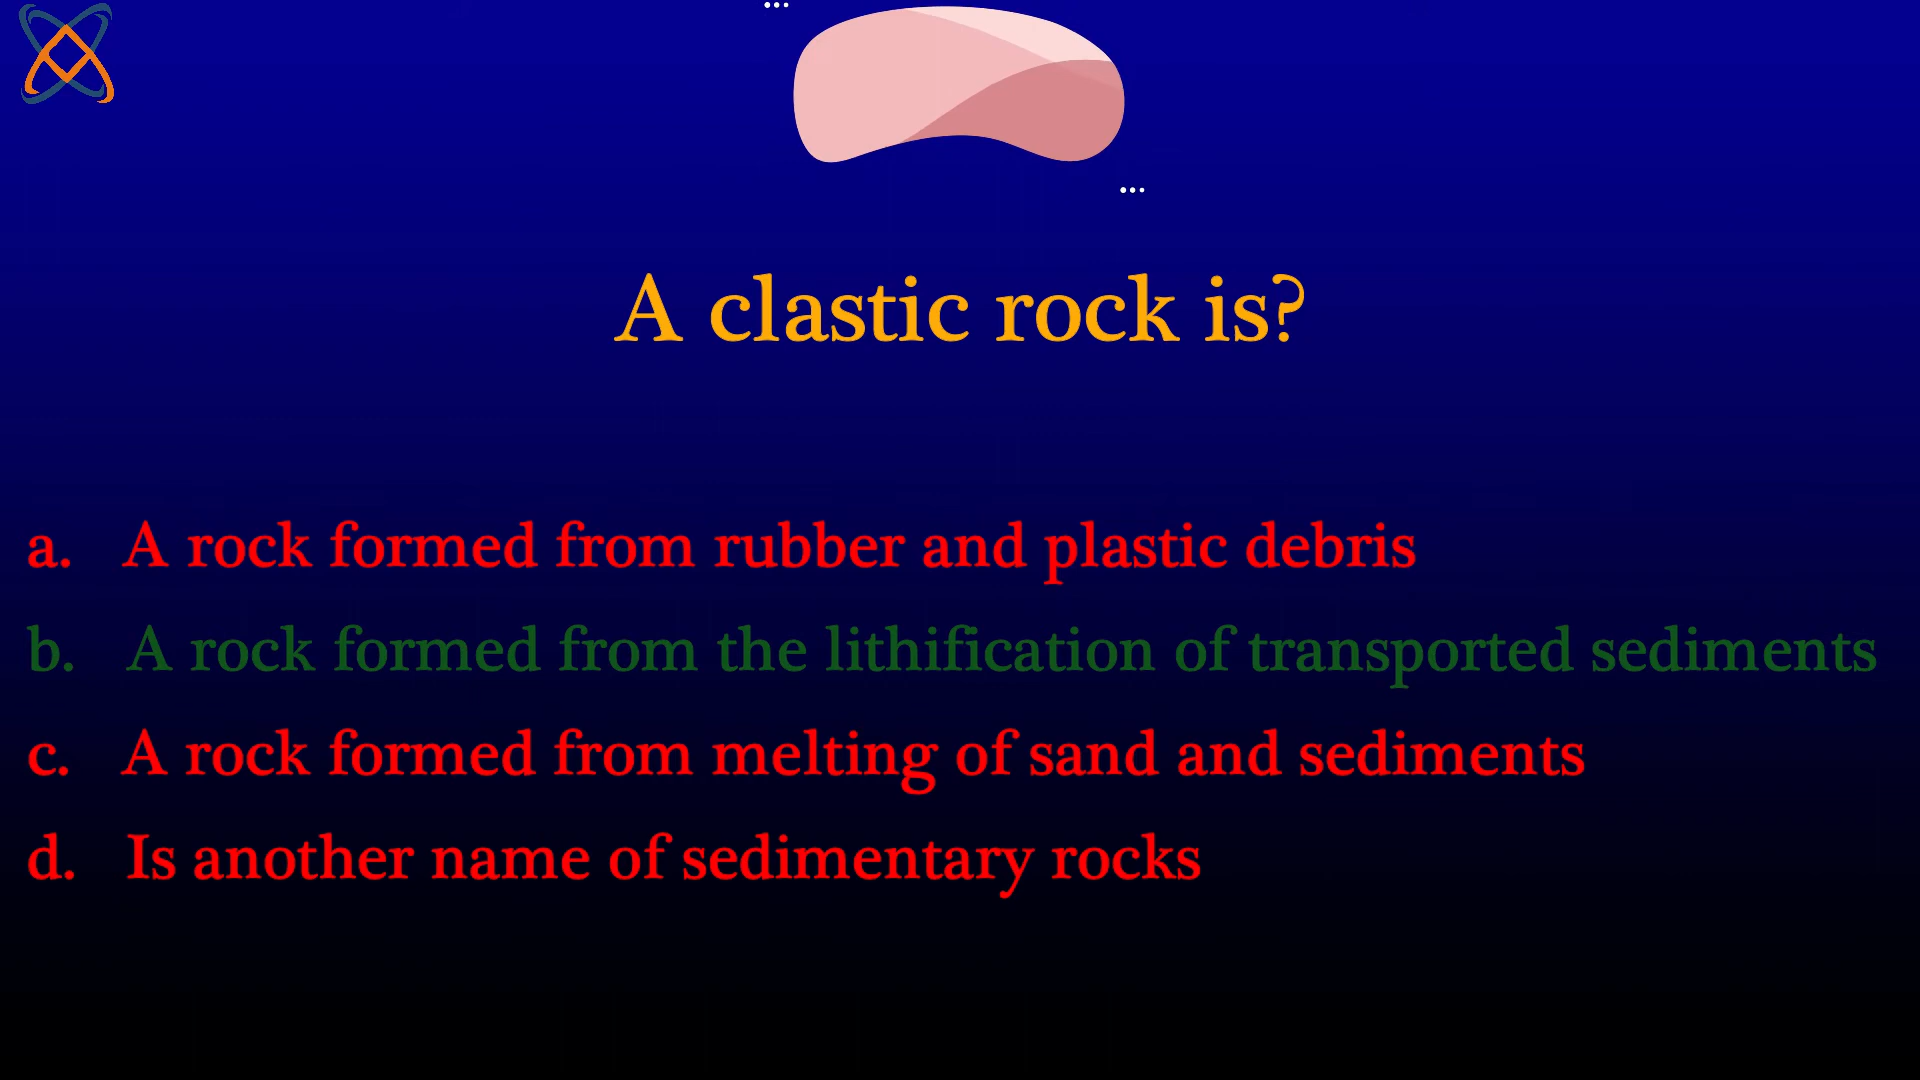 A clastic rock is?
a. A rock formed from rubber and plastic debris
b. A rock formed from the lithification of transported sediments
c. A rock formed from melting of sand and sediments
d. Is another name of sedimentary rocks